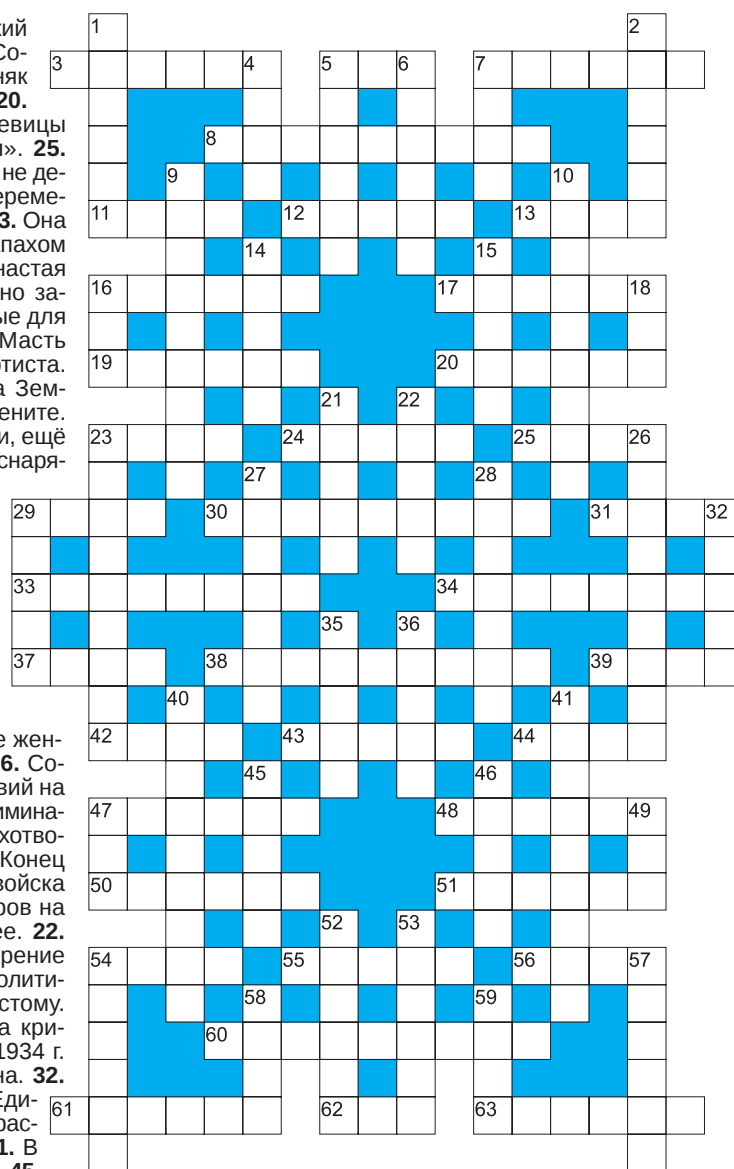 кий
Со-
няк
20.
евицы
». 25.
не де-
ереме-
3. Она
апахом
настая
но за-
ые для
Масть
ртиста.
а Зем-
ените.
и, ещё
снаря-
е жен-
6. Со-
вий на
имина-
хотво-
Конец
войска
ров на
ее. 22.
рение
олити-
стому.
а кри-
1934 г.
на. 32.
Еди-
рас-
1. В
45.
1 2
3 4 5 6 7
8
9 10
11 12 13
14 15
16 17 18
19 20
21 22
23 24 25 26
27 28
29 30 31 32
33 34
35 36
37 38 39
40 41
42 43 44
45 46
47 48 49
50 51
52 53
54 55 56 57
58 59
60
61 62 63